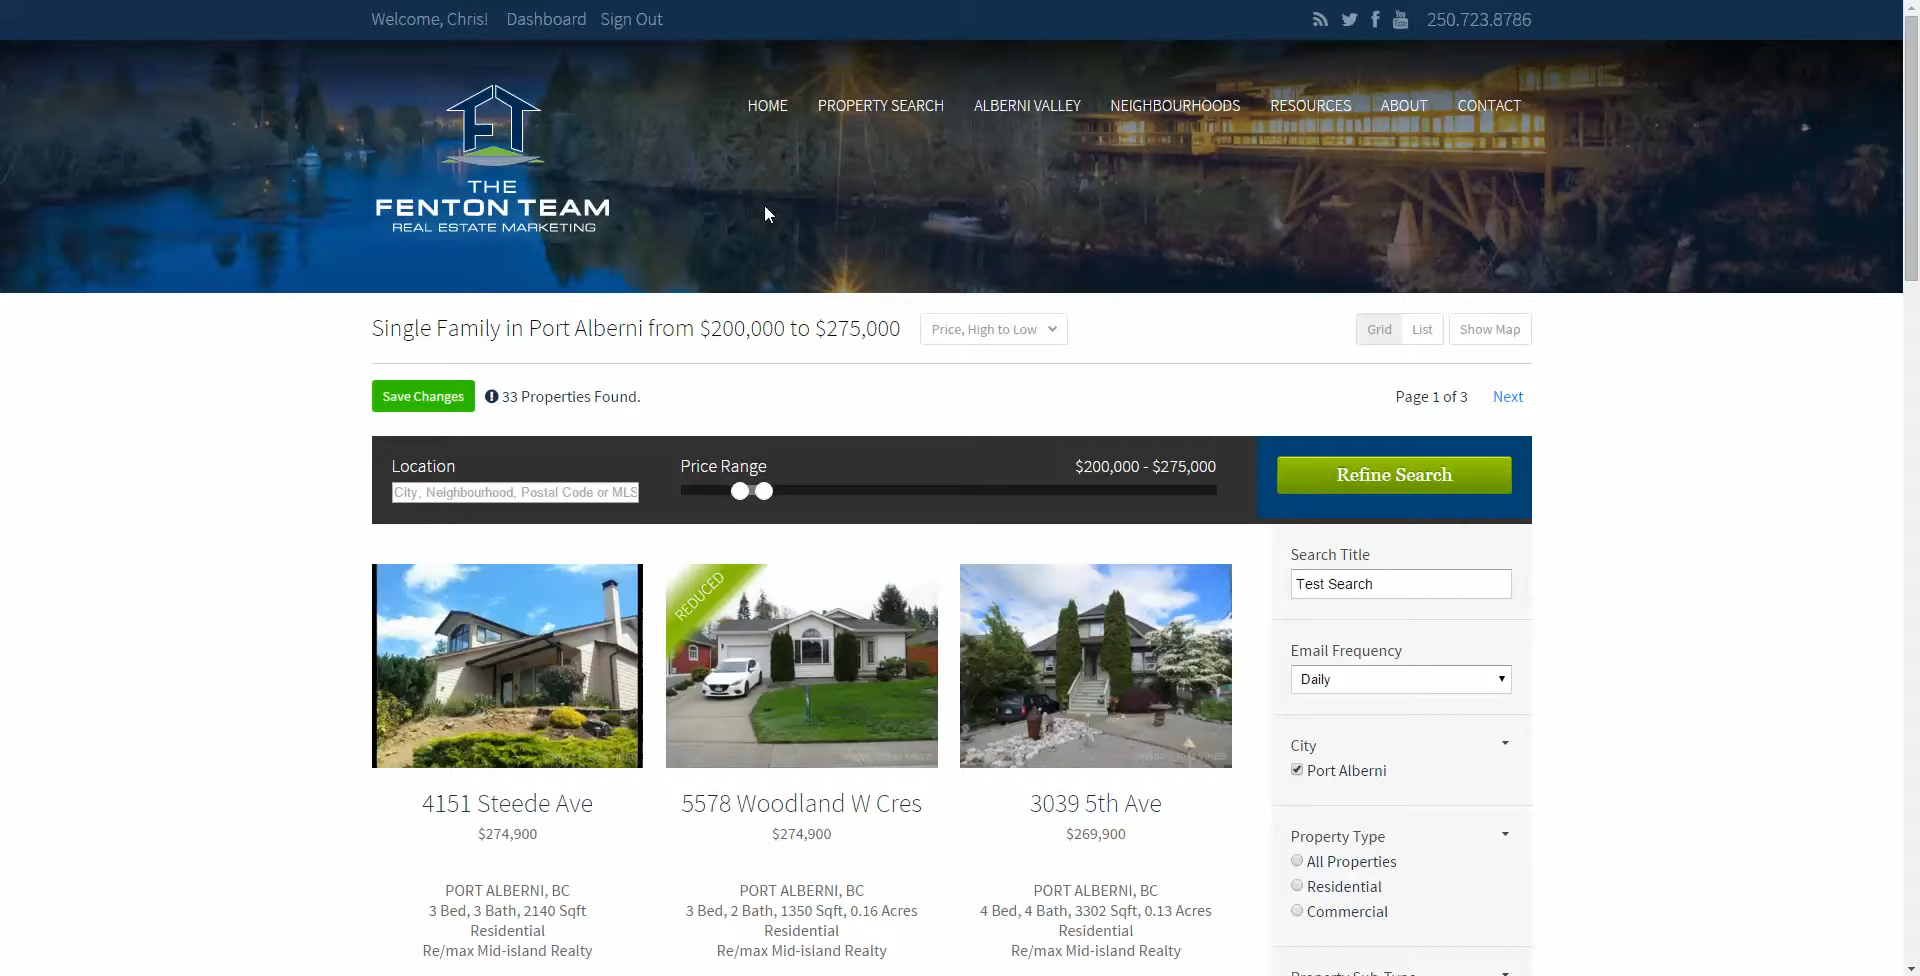 Welcome, Chris! Dashboard Sign Out
You Tube
250.723.8786
FT
THE
FENTON TEAM
REAL ESTATE MARKETING
HOME PROPERTY SEARCH ALBERNI VALLEY NEIGHBOURHOODS RESOURCES ABOUT CONTACT
Single Family in Port Alberni from $200,000 to $275,000
Price, High to Low
Grid List Show Map
Save Changes
33 Properties Found.
Page 1 of 3 Next
Location
City, Neighbourhood, Postal Code or MLS
Price Range $200,000 - $275,000
Refine Search
REDUCED
4151 Steede Ave
$274,900
PORT ALBERNI, BC
3 Bed, 3 Bath, 2140 Sqft
Residential
Re/max Mid-island Realty
5578 Woodland W Cres
$274,900
PORT ALBERNI, BC
3 Bed, 2 Bath, 1350 Sqft, 0.16 Acres
Residential
Re/max Mid-island Realty
3039 5th Ave
$269,900
PORT ALBERNI, BC
4 Bed, 4 Bath, 3302 Sqft, 0.13 Acres
Residential
Re/max Mid-island Realty
Search Title
Test Search
Email Frequency
Daily
City
Port Alberni
Property Type
All Properties
Residential
Commercial
Property Sub-Type